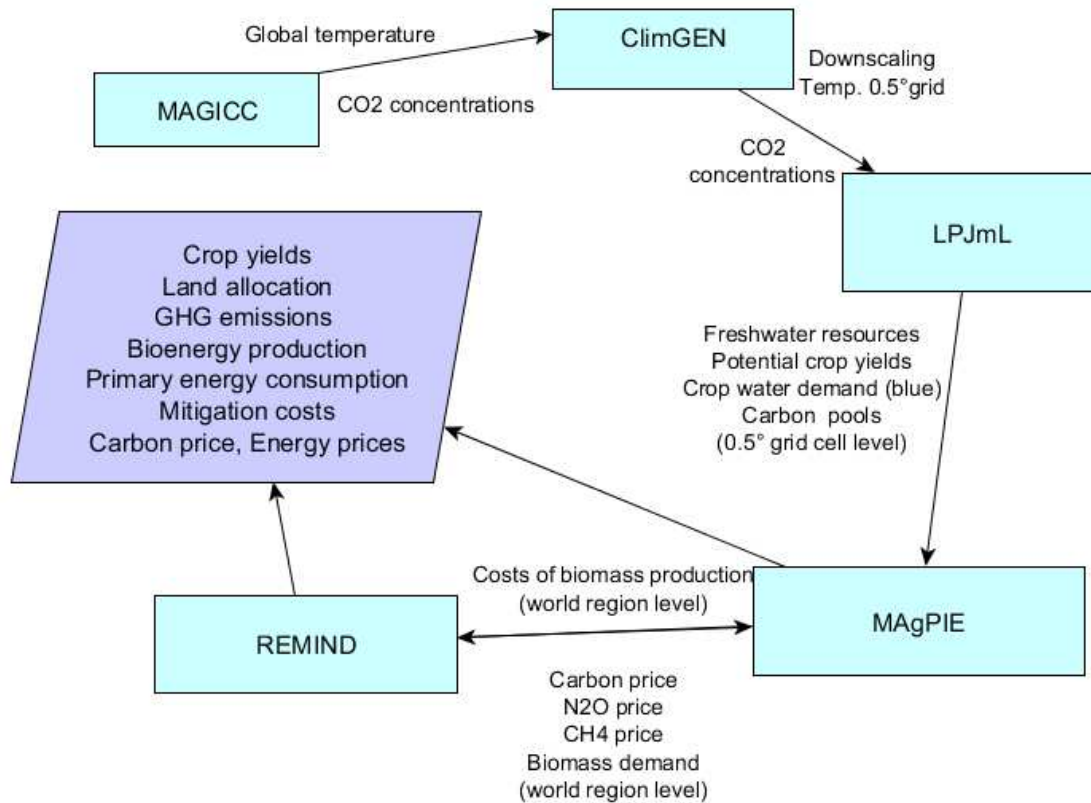 Global temperature
ClimGEN
Downscaling
Temp. 0.5°grid
MAGICC
CO2 concentrations
CO2
concentrations
LPJmL
Crop yields
Land allocation
GHG emissions
Bioenergy production
Primary energy consumption
Mitigation costs
Carbon price, Energy prices
Freshwater resources
Potential crop yields
Crop water demand (blue)
Carbon pools
(0.5° grid cell level)
Costs of biomass production
(world region level)
REMIND
MAgPIE
Carbon price
N2O price
CH4 price
Biomass demand
(world region level)